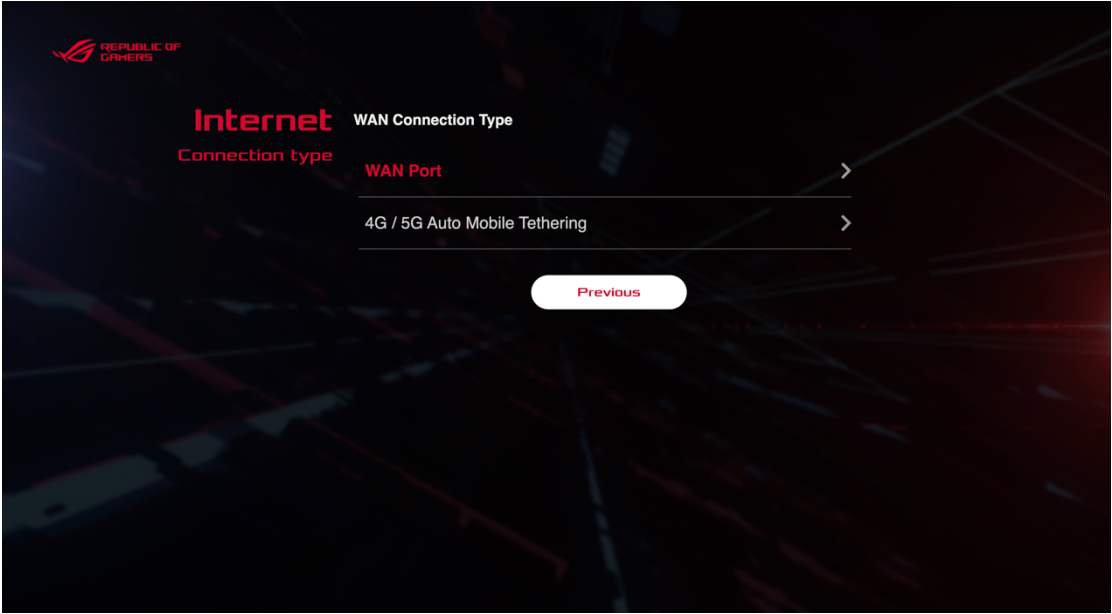 REPUBLIC OF
GAMERS
Internet
Connection type
WAN Connection Type
WAN Port
4G / 5G Auto Mobile Tethering
Previous